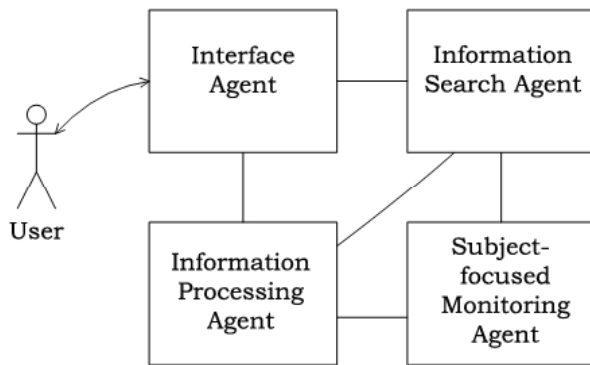 Interface
Agent
Information
Search Agent
User
Information
Processing
Agent
Subject-
focused
Monitoring
Agent